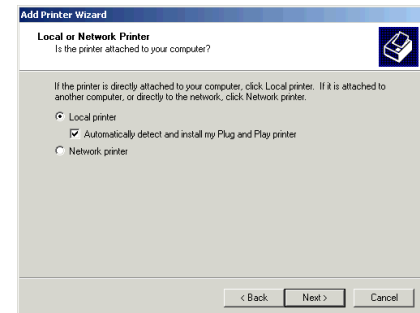 Add Printer Wizard
Local or Network Printer
Is the printer attached to your computer?
If the printer is directly attached to your computer, click Local printer. If it is attached to
another computer, or directly to the network, click Network printer.
Local printer
Automatically detect and install my Plug and Play printer
Network printer
< Back
Next >
Cancel